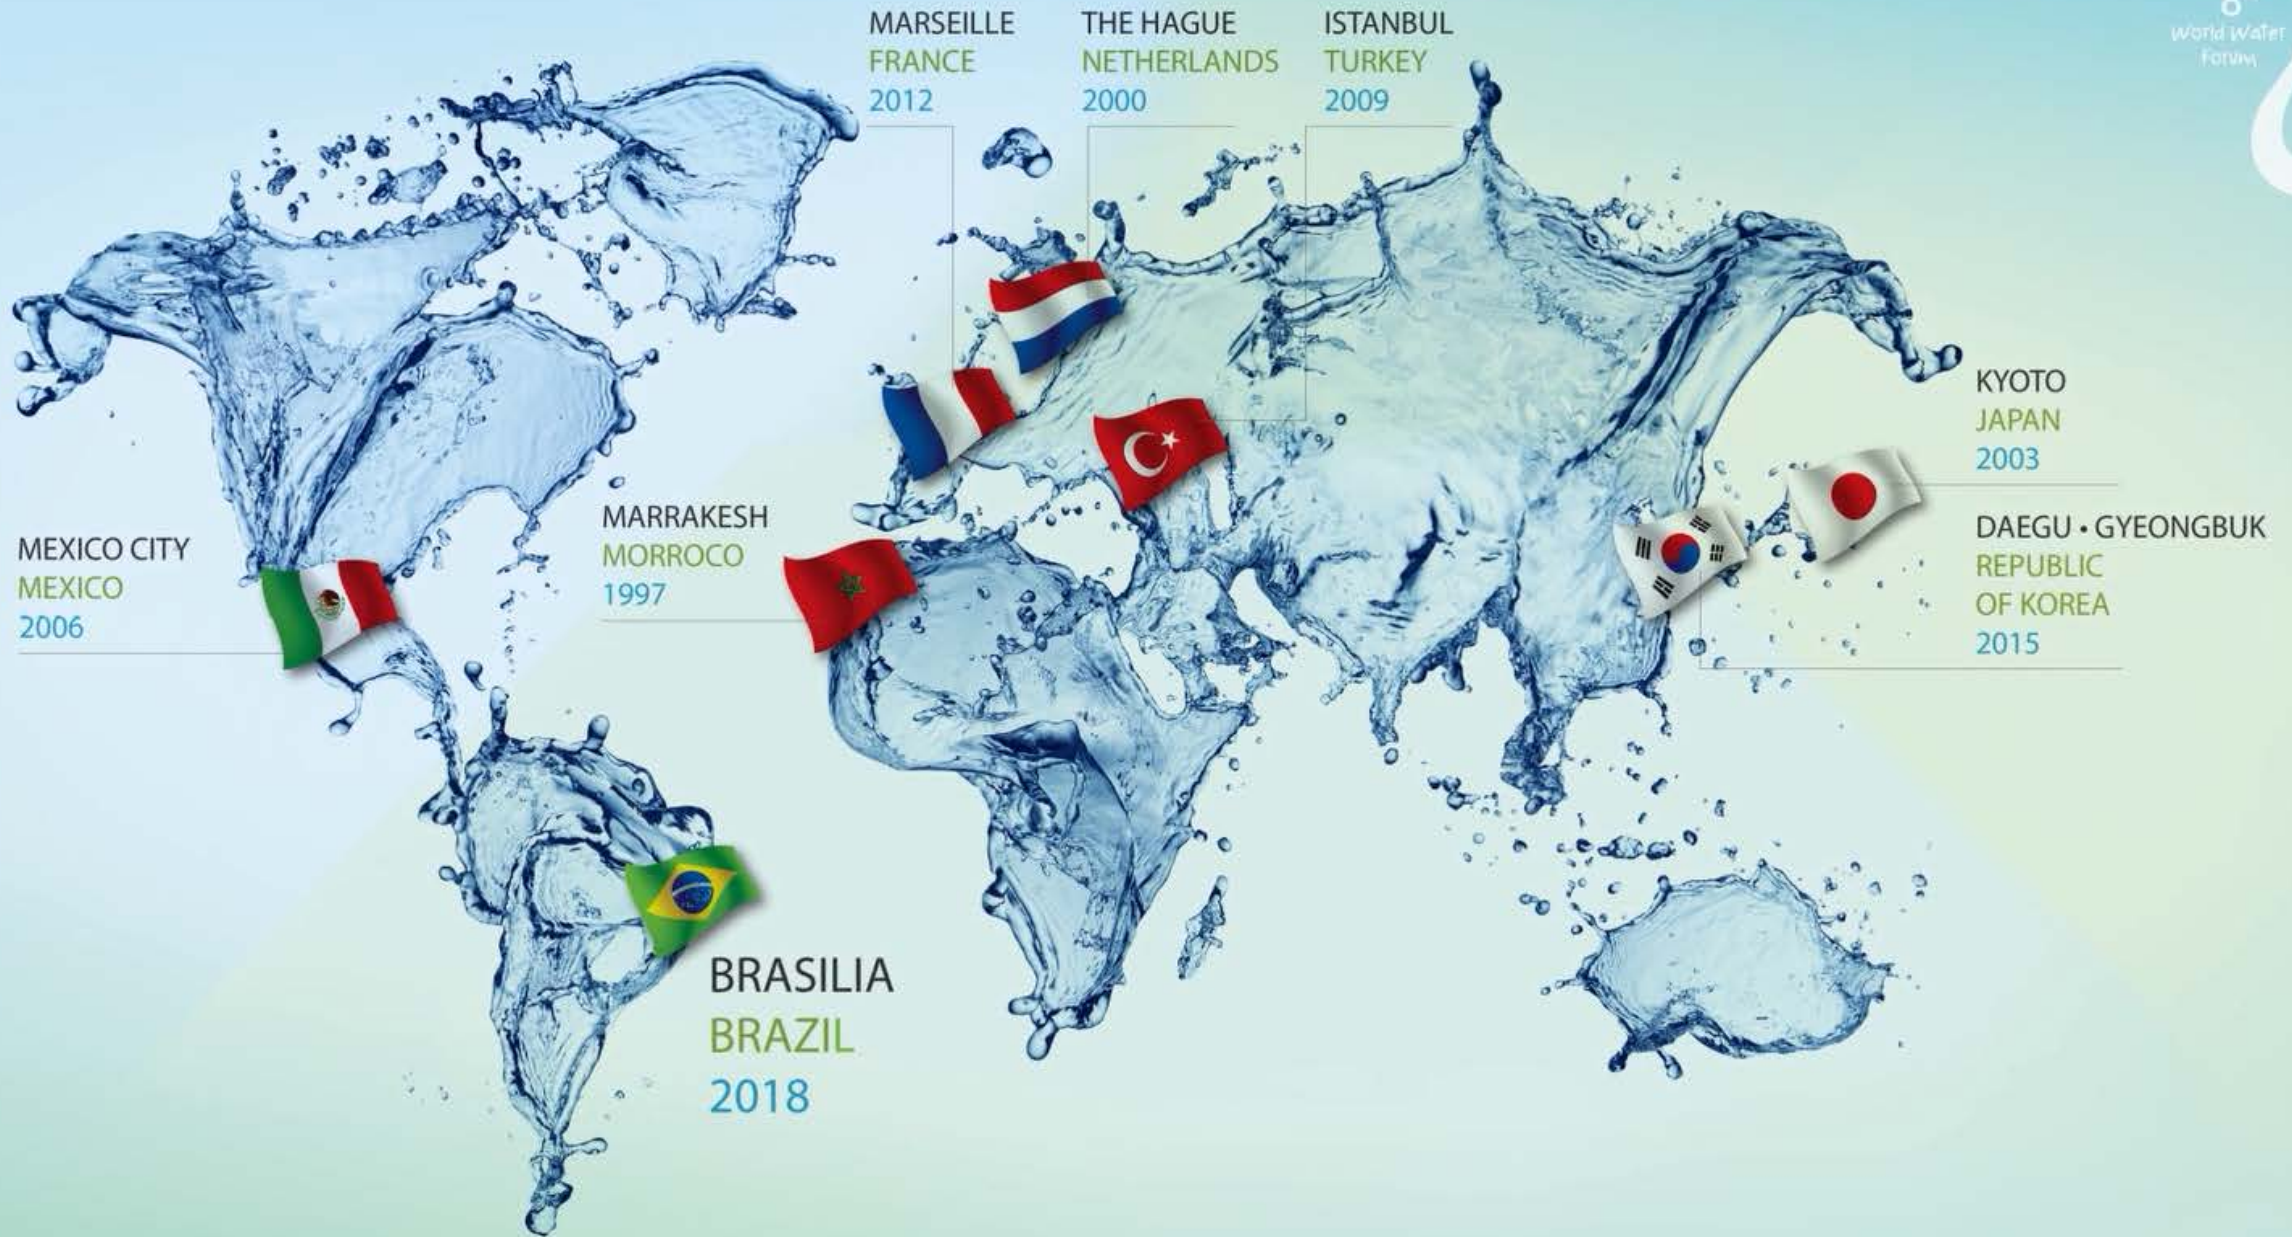 MARSEILLE
FRANCE
2012
THE HAGUE
NETHERLANDS
2000
ISTANBUL
TURKEY
2009
World Water
Forum
KYOTO
JAPAN
2003
DAEGU • GYEONGBUK
REPUBLIC
OF KOREA
2015
MARRAKESH
MORROCO
1997
MEXICO CITY
MEXICO
2006
BRASILIA
BRAZIL
2018